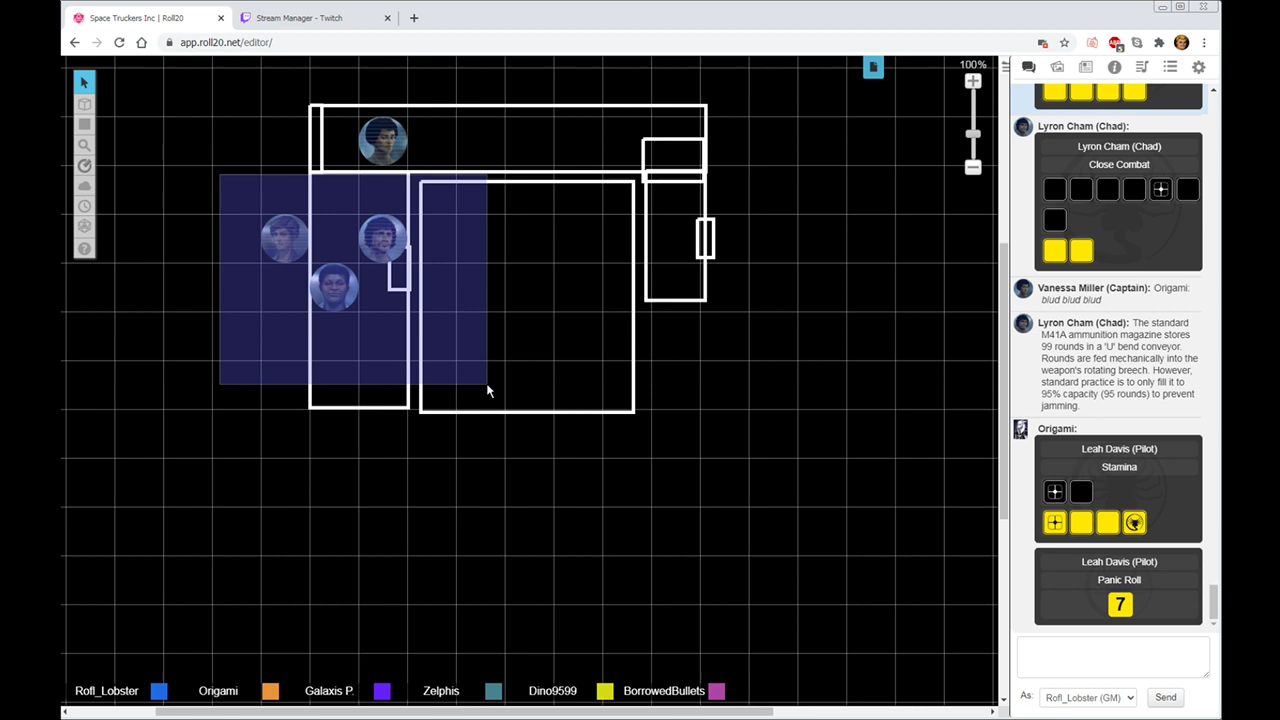 Space Truckers Inc | Roll20
Stream Manager - Twitch
app.roll20.net/editor/
100%
Lyron Cham (Chad):
Lyron Cham (Chad)
Close Combat
Vanessa Miller (Captain): Origami:
blud blud blud
Lyron Cham (Chad): The standard
M41A ammunition magazine stores
99 rounds in a 'U' bend conveyor.
Rounds are fed mechanically into the
weapon's rotating breech. However,
standard practice is to only fill it to
95% capacity (95 rounds) to prevent
jamming.
Origami:
Leah Davis (Pilot)
Stamina
Leah Davis (Pilot)
Panic Roll
7
Rofl_Lobster
Origami
Galaxis P.
Zelphis
Dino9599
BorrowedBullets
As:
Rofl_Lobster (GM)
Send